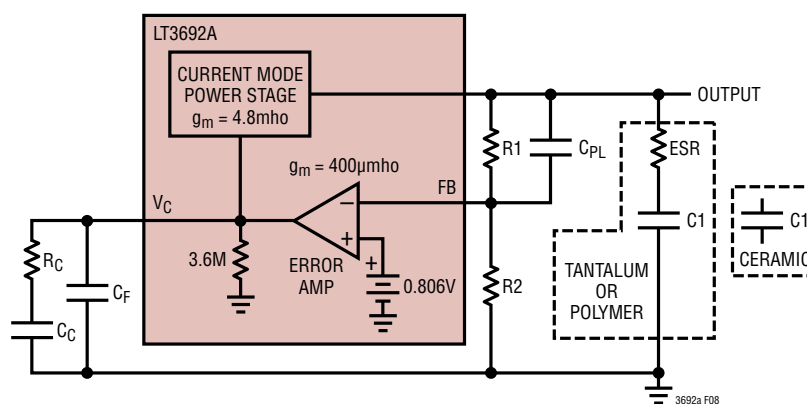 LT3692A
CURRENT MODE
POWER STAGE
gm = 4.8mho
OUTPUT
R1
CPL
ESR
gm = 400μmho
FB
VC
C1
C1
CERAMIC
RC
CF
3.6M
ERROR
AMP
0.806V
R2
TANTALUM
OR
POLYMER
CC
3692a F08